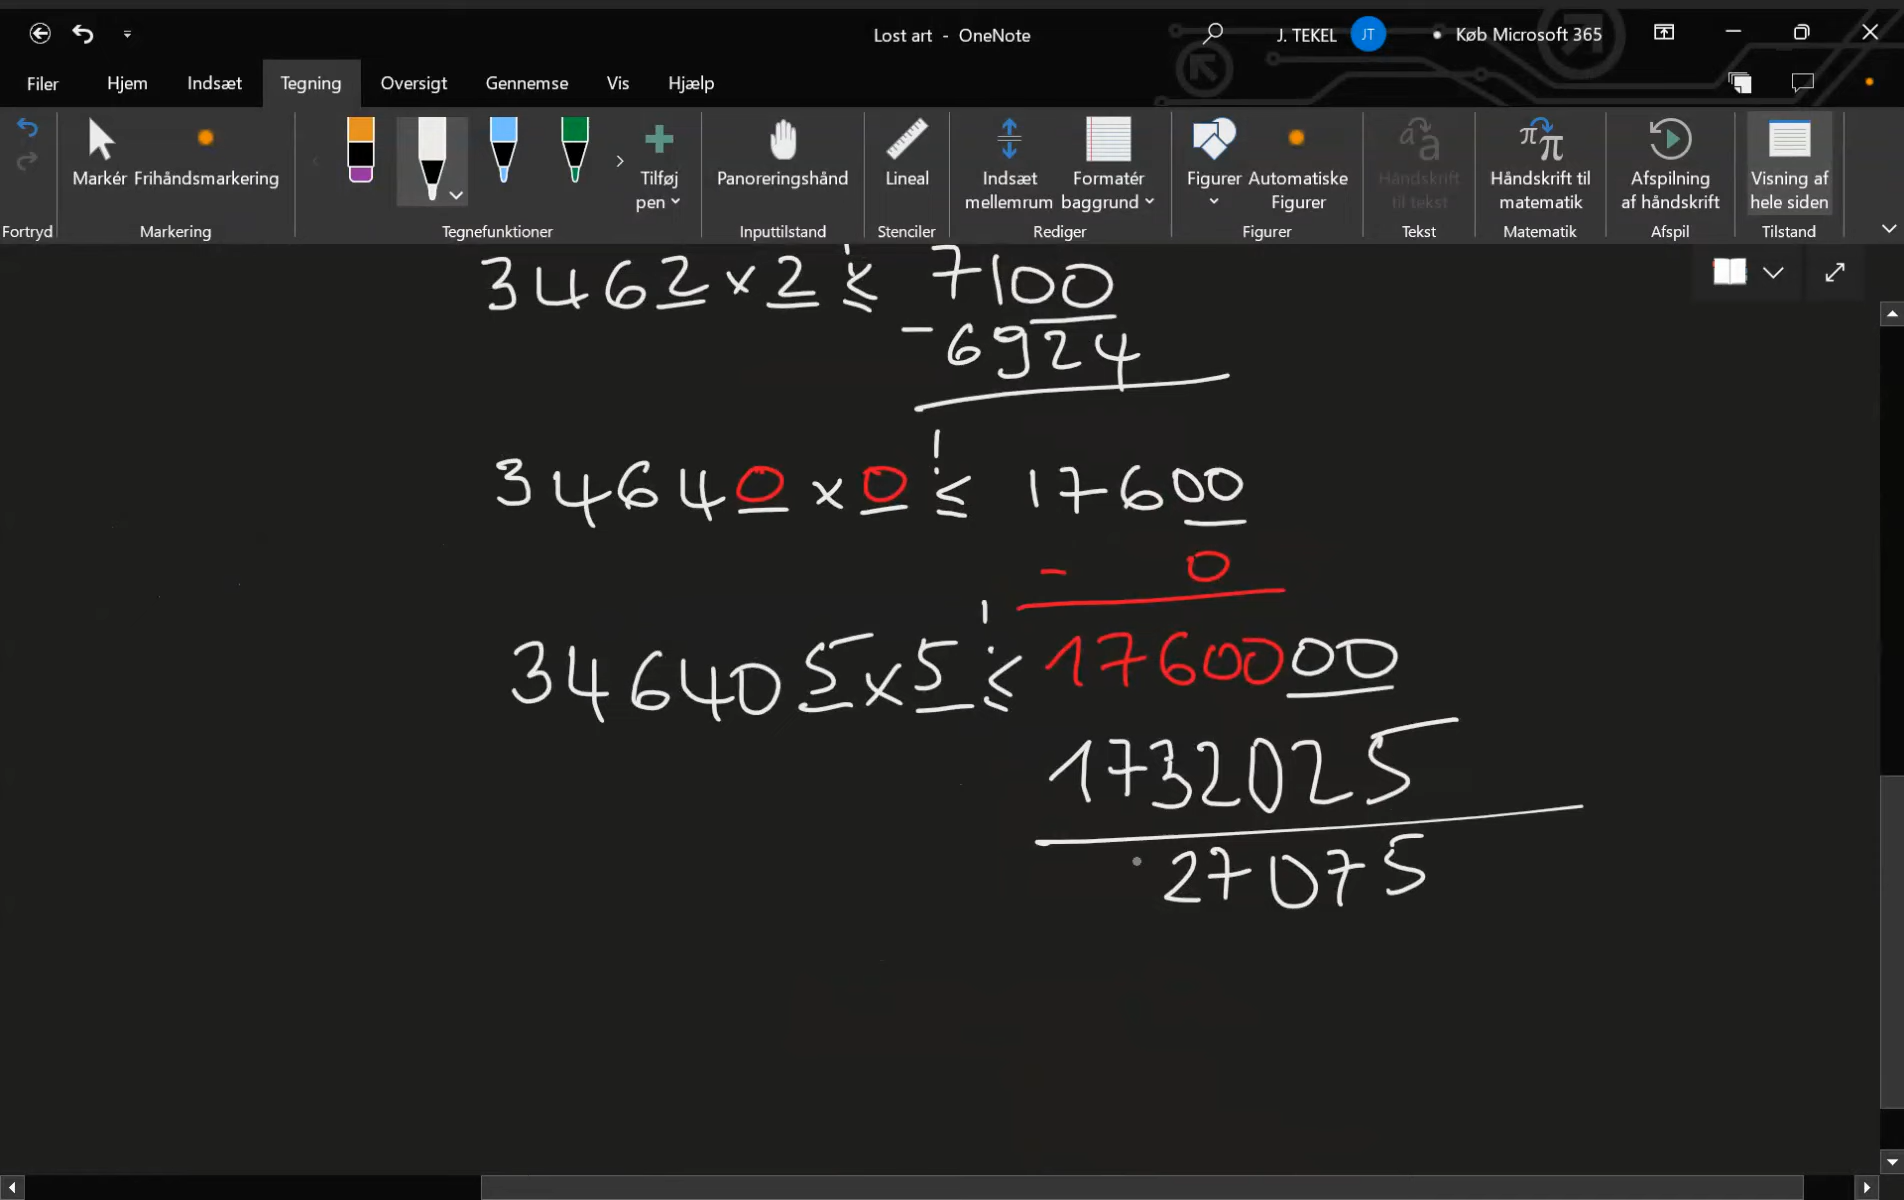 Lost art - OneNote
J. TEKEL JT
Køb Microsoft 365
Filer Hjem Indsæt Tegning Oversigt Gennemse Vis Hjælp
Markér Frihåndsmarkering
Tilføj pen
Panoreringshånd
Lineal
Indsæt mellemrum
Formatér baggrund
Figurer
Automatiske Figurer
Håndskrift til tekst
Håndskrift til matematik
Afspilning af håndskrift
Visning af hele siden
Fortryd Markering Tegnefunktioner Inputtilstand Stenciler Rediger Figurer Tekst Matematik Afspil Tilstand
3462 × 2 ≤ 7100
- 6924
34640 × 0 ≤ 17600
- 0
346405 × 5 ≤ 1760000
1732025
27075